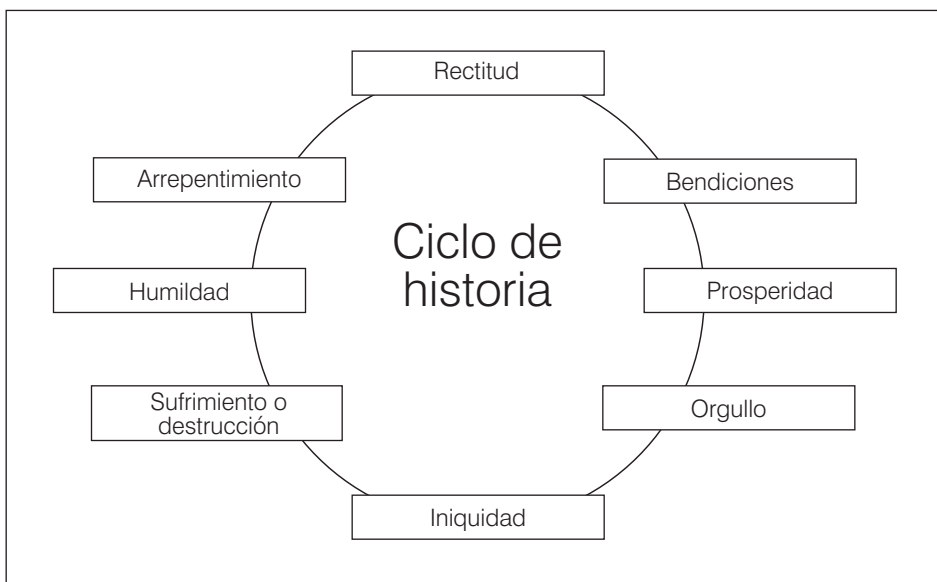 Rectitud
Arrepentimiento
Bendiciones
Ciclo de
historia
Humildad
Prosperidad
Sufrimiento o
destrucción
Orgullo
Iniquidad